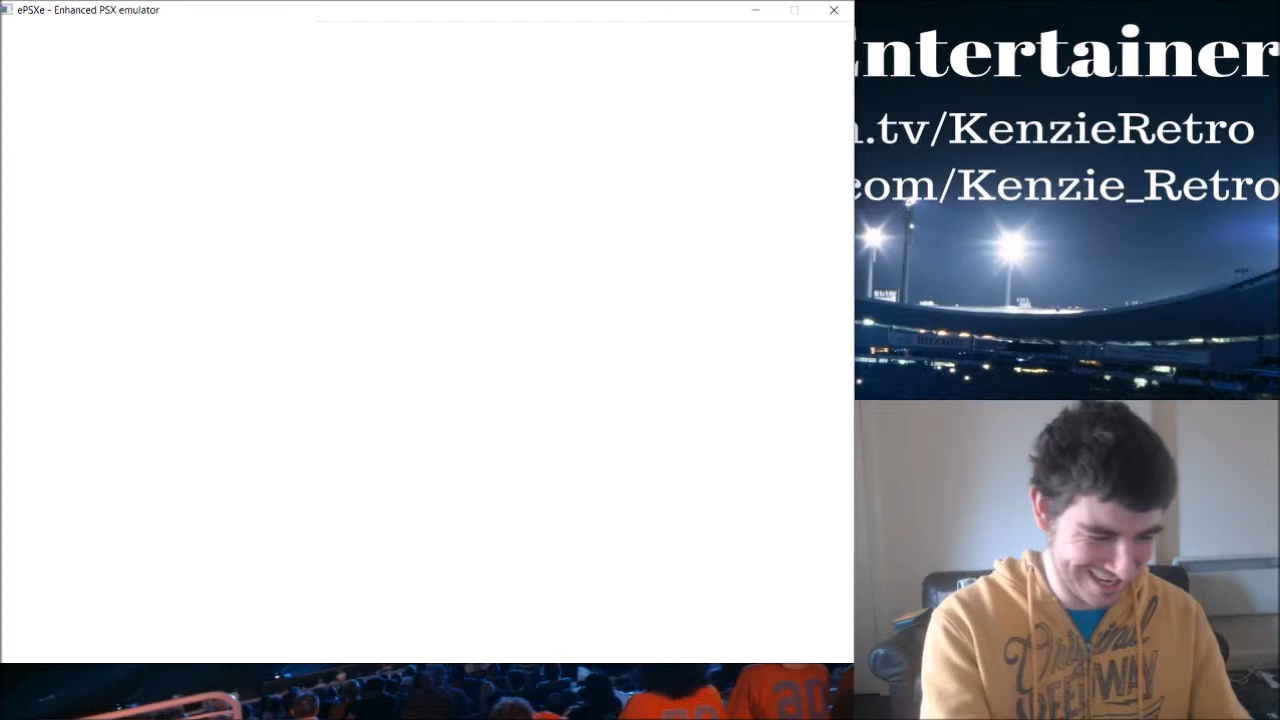 ePSXe - Enhanced PSX emulator
ntertainer
.tv/KenzieRetro
com/Kenzie_Retro
Original
SPEEDWAY